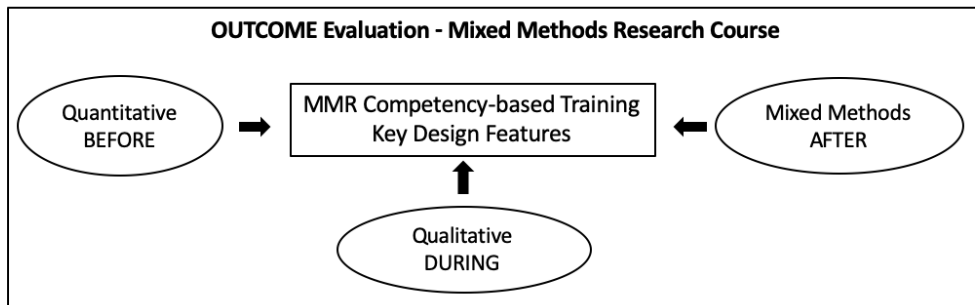 OUTCOME Evaluation - Mixed Methods Research Course
Quantitative
BEFORE
MMR Competency-based Training
Key Design Features
Mixed Methods
AFTER
Qualitative
DURING